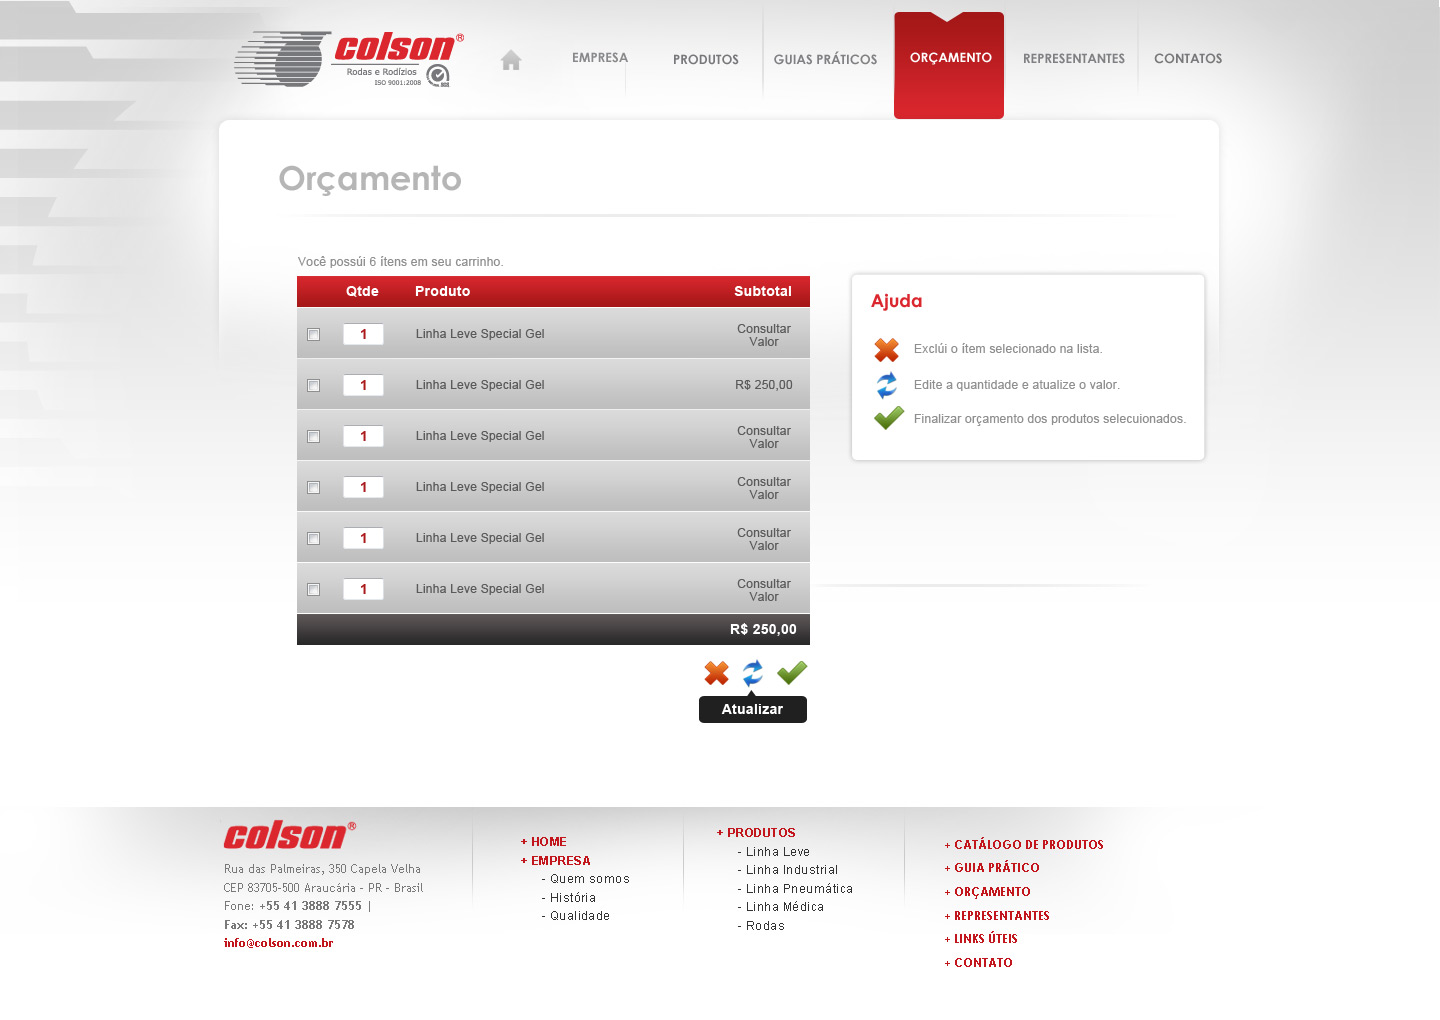 colson®
Rodas e Rodízios
ISO 9001:2008
EMPRESA
PRODUTOS
GUIAS PRÁTICOS
ORÇAMENTO
REPRESENTANTES
CONTATOS
Orçamento
Você possúi 6 ítens em seu carrinho.
Qtde Produto Subtotal
1 Linha Leve Special Gel Consultar
Valor
1 Linha Leve Special Gel R$ 250,00
1 Linha Leve Special Gel Consultar
Valor
1 Linha Leve Special Gel Consultar
Valor
1 Linha Leve Special Gel Consultar
Valor
1 Linha Leve Special Gel Consultar
Valor
R$ 250,00
Atualizar
Ajuda
Exclúi o ítem selecionado na lista.
Edite a quantidade e atualize o valor.
Finalizar orçamento dos produtos selecuionados.
colson®
Rua das Palmeiras, 350 Capela Velha
CEP 83705-500 Araucária - PR - Brasil
Fone: +55 41 3888 7555 |
Fax: +55 41 3888 7578
info@colson.com.br
+ HOME
+ EMPRESA
- Quem somos
- História
- Qualidade
+ PRODUTOS
- Linha Leve
- Linha Industrial
- Linha Pneumática
- Linha Médica
- Rodas
+ CATÁLOGO DE PRODUTOS
+ GUIA PRÁTICO
+ ORÇAMENTO
+ REPRESENTANTES
+ LINKS ÚTEIS
+ CONTATO